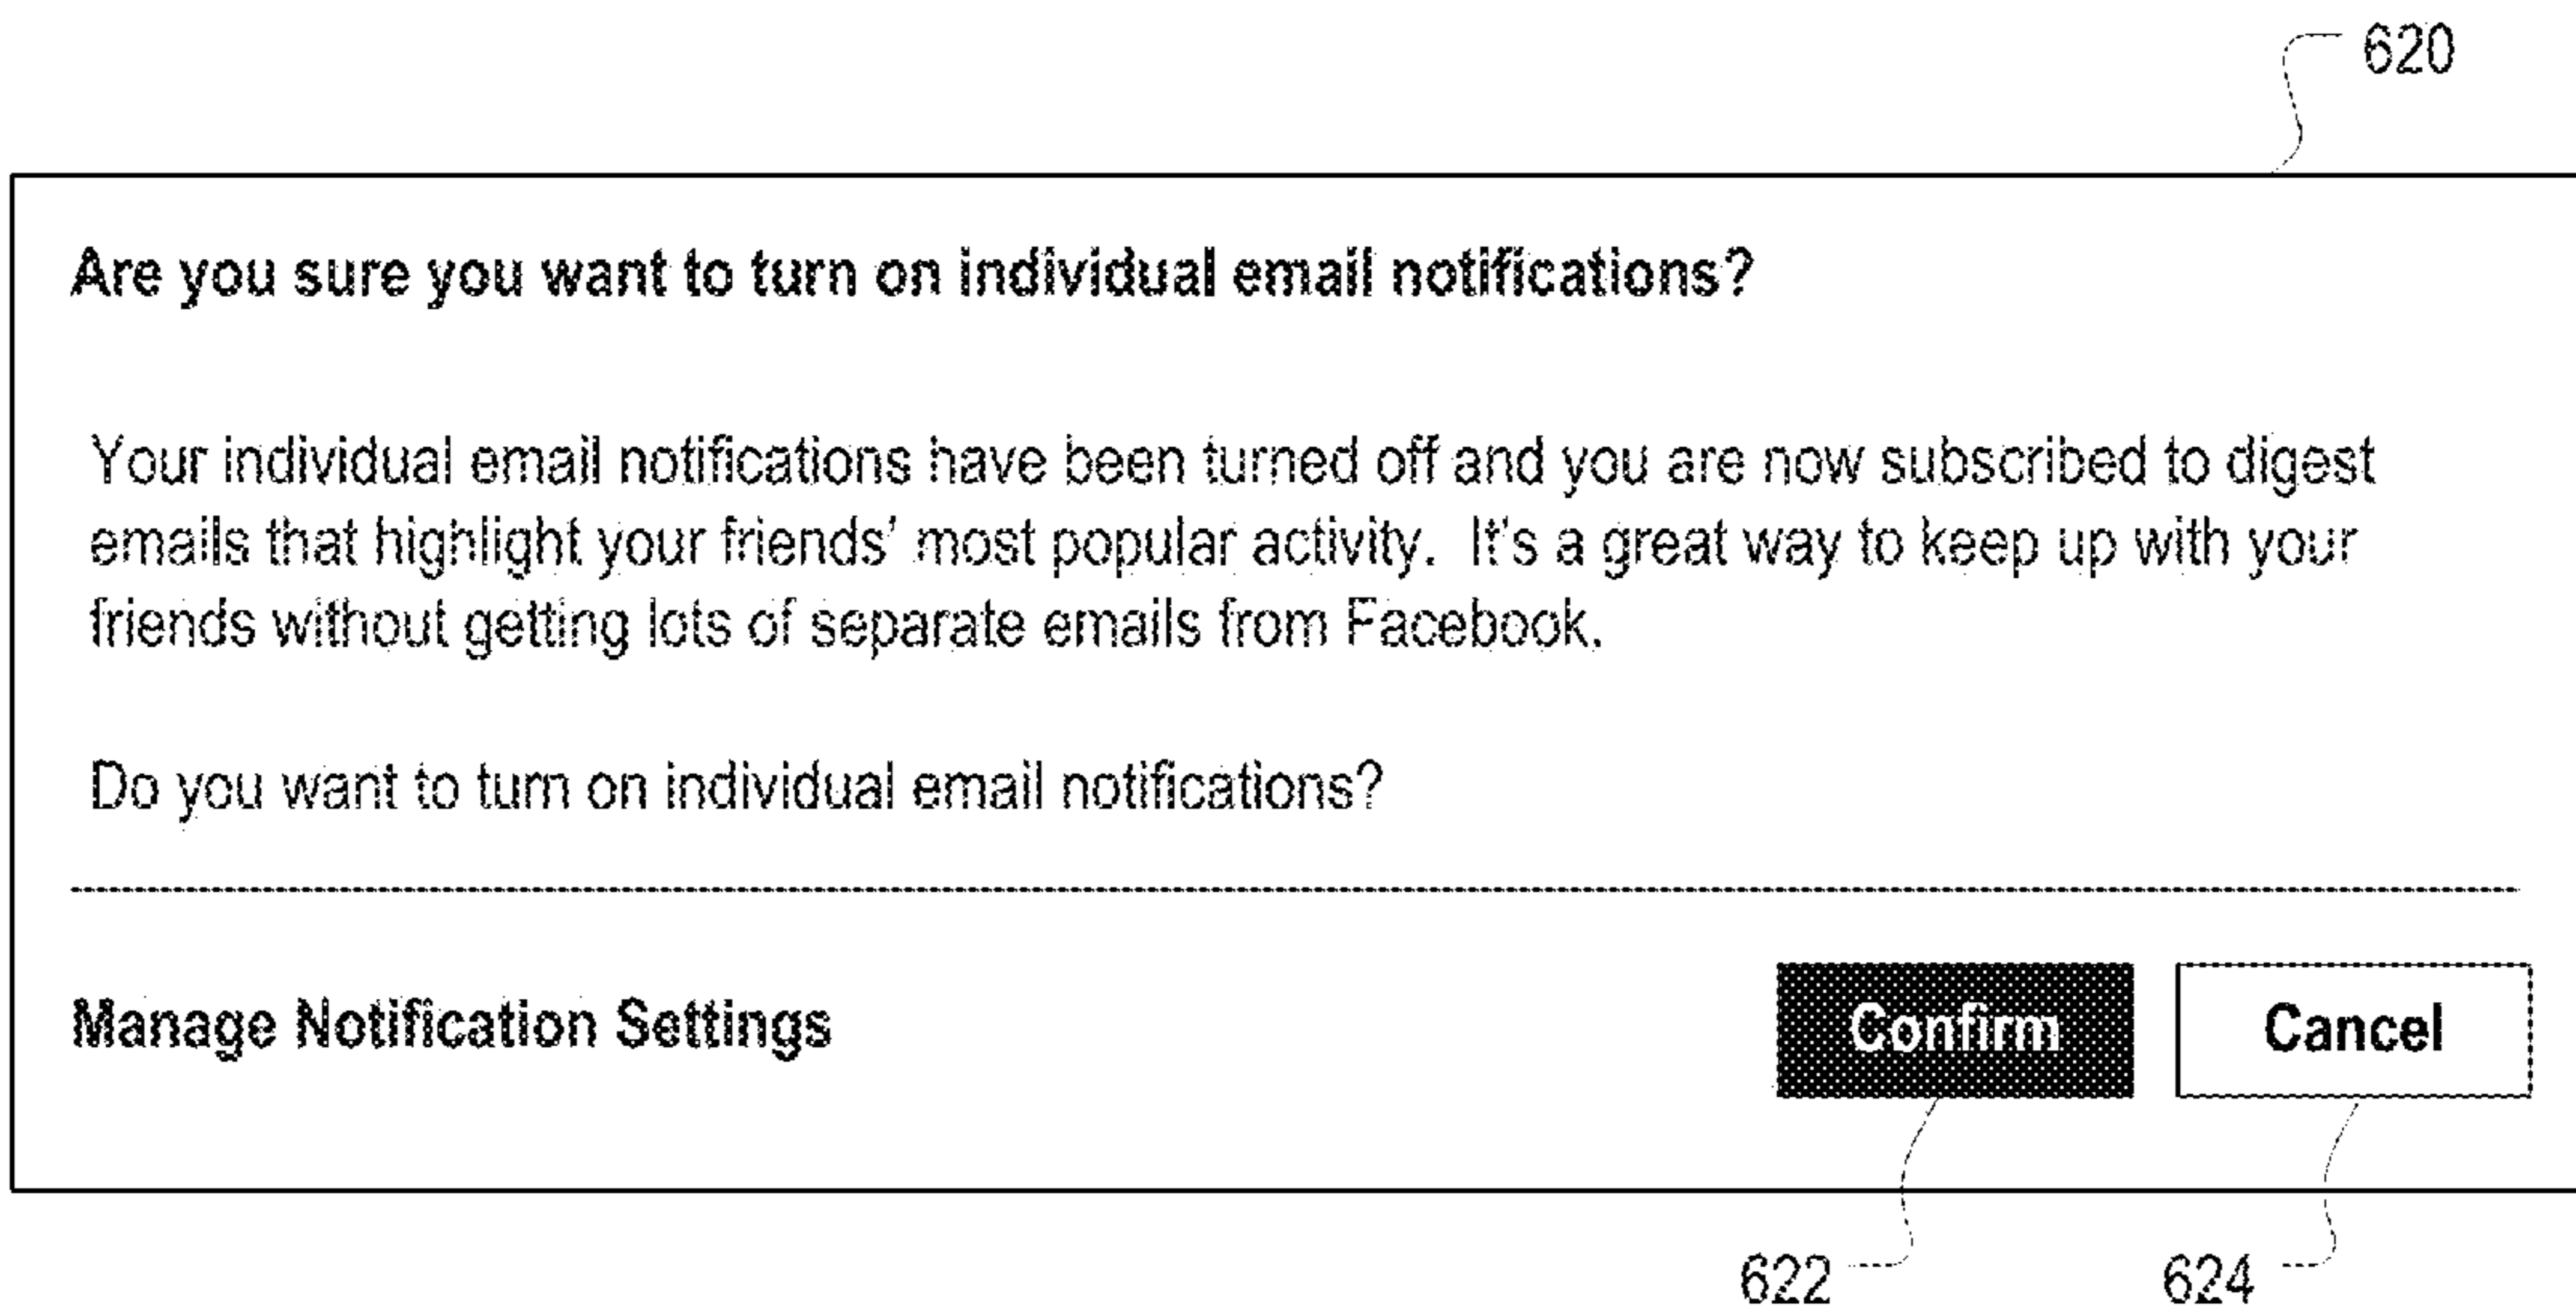 620
Are you sure you want to turn on individual email notifications?
Your individual email notifications have been turned off and you are now subscribed to digest
emails that highlight your friends' most popular activity.  It's a great way to keep up with your
friends without getting lots of separate emails from Facebook.
Do you want to turn on individual email notifications?
Manage Notification Settings
Confirm
Cancel
622
624